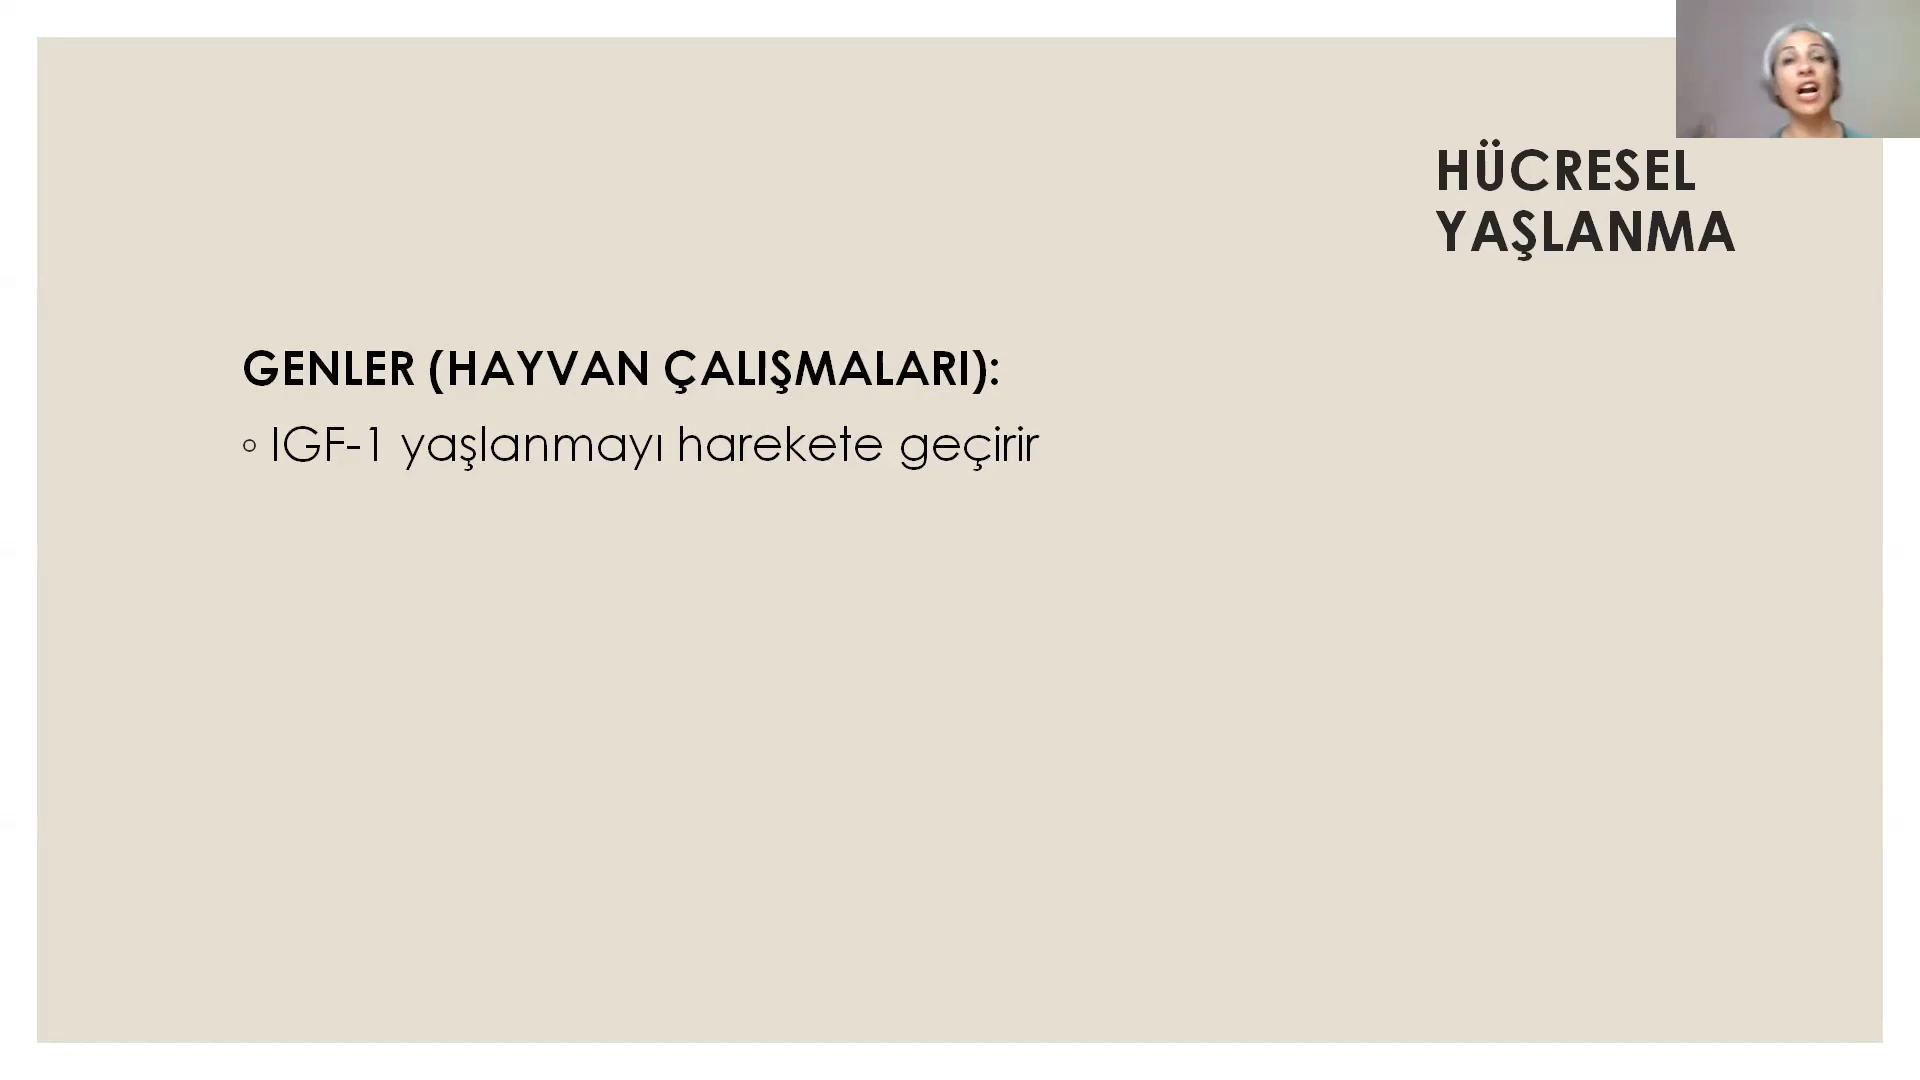 HÜCRESEL
YAŞLANMA
GENLER (HAYVAN ÇALIŞMALARI):
◦ IGF-1 yaşlanmayı harekete geçirir